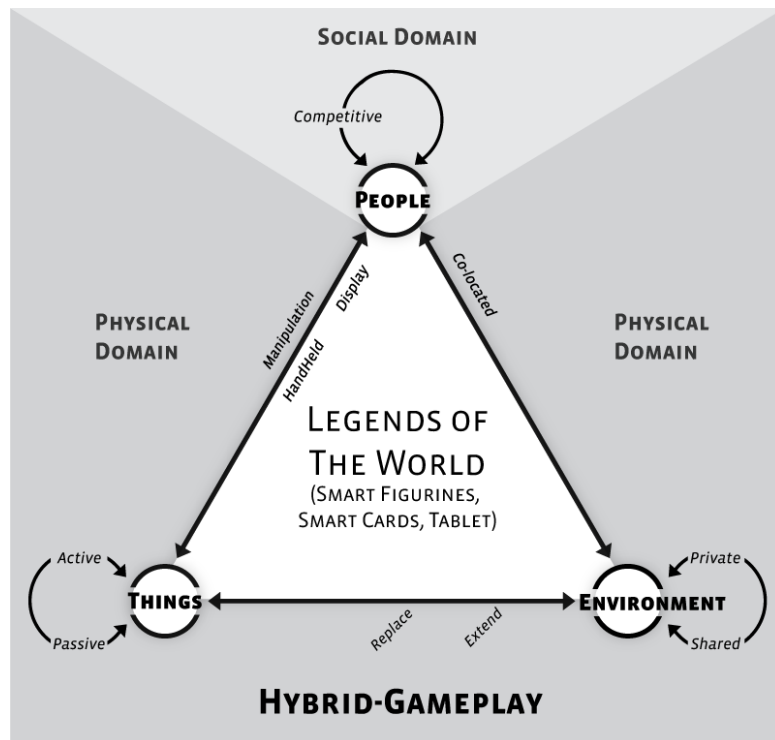 SOCIAL DOMAIN
Competitive
PEOPLE
Manipulation
Display
HandHeld
Co-located
PHYSICAL
DOMAIN
PHYSICAL
DOMAIN
LEGENDS OF
THE WORLD
(SMART FIGURINES,
SMART CARDS, TABLET)
Active
THINGS
Passive
Replace
Extend
Private
ENVIRONMENT
Shared
HYBRID-GAMEPLAY